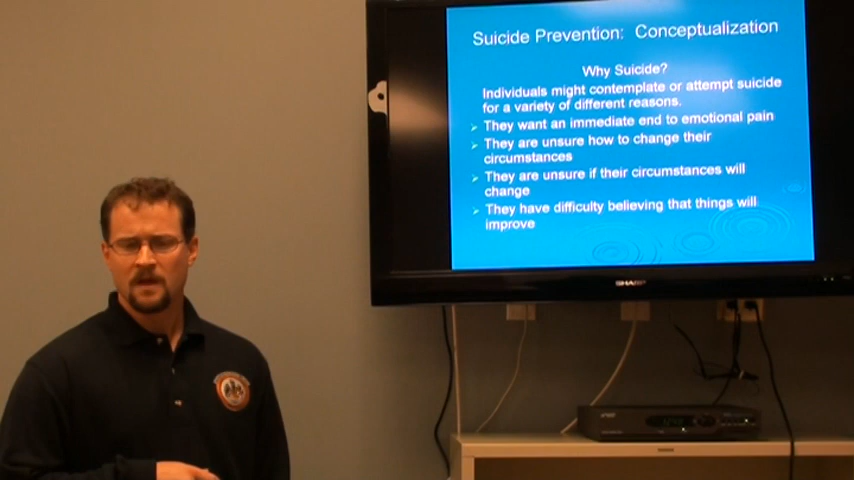 Suicide Prevention: Conceptualization
Why Suicide?
Individuals might contemplate or attempt suicide
for a variety of different reasons.
They want an immediate end to emotional pain
They are unsure how to change their
circumstances
They are unsure if their circumstances will
change
They have difficulty believing that things will
improve
SHARP